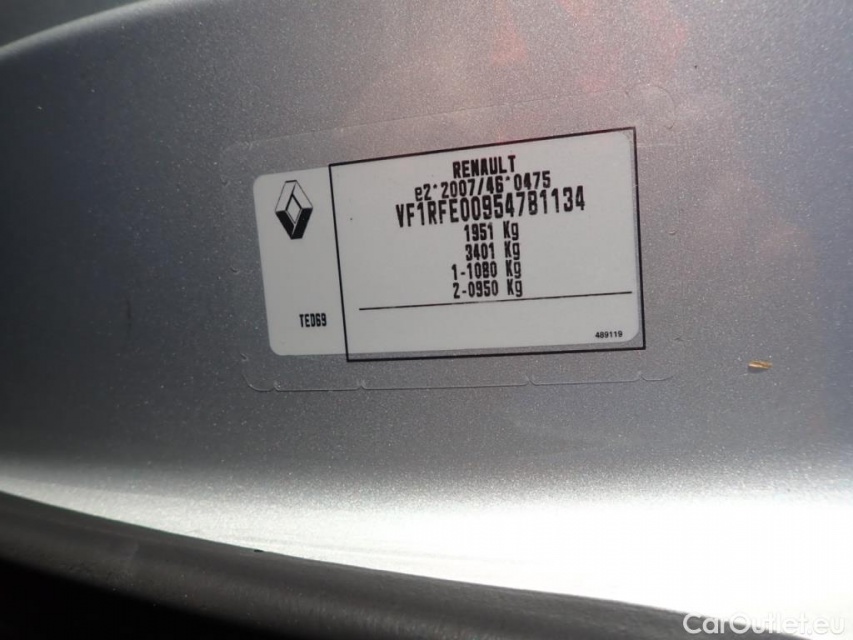 RENAULT
e2*2007/46*0475
VF1RFE00954781134
1951 Kg
3401 Kg
1-1080 Kg
2-0950 Kg
TED69
489119
CarOutlet.eu